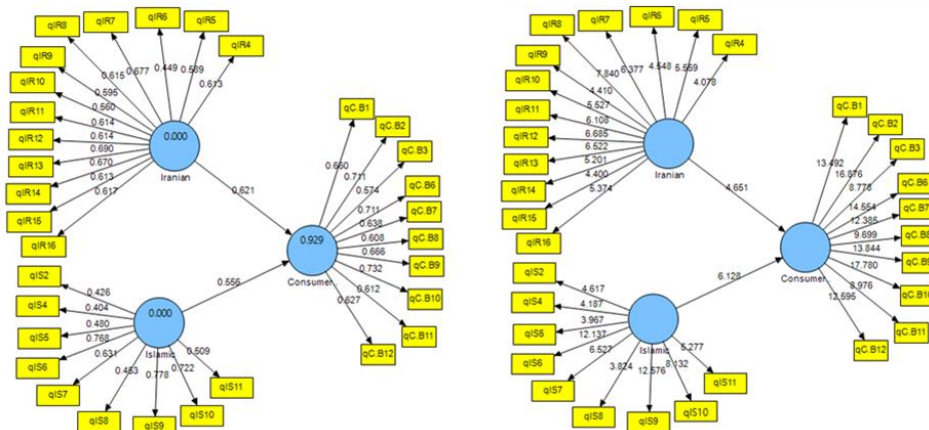 qIR8
qIR7
qIR6
qIR5
qIR4
qIR9
qIR10
qIR11
qIR12
qIR13
qIR14
qIR15
qIR16
0.615
0.677
0.449
0.589
0.613
0.595
0.560
0.614
0.614
0.690
0.670
0.613
0.617
0.000
Iranian
0.621
qC.B1
qC.B2
qC.B3
qC.B6
qC.B7
qC.B8
qC.B9
qC.B10
qC.B11
qC.B12
0.660
0.711
0.574
0.711
0.638
0.608
0.666
0.732
0.612
0.627
0.929
Consumer
0.556
qIS2
qIS4
qIS5
qIS6
qIS7
qIS8
qIS9
qIS10
qIS11
0.426
0.404
0.480
0.768
0.631
0.453
0.778
0.722
0.509
0.000
Islamic
qIR8
qIR7
qIR6
qIR5
qIR4
qIR9
qIR10
qIR11
qIR12
qIR13
qIR14
qIR15
qIR16
7.840
6.377
4.548
5.569
4.078
4.410
5.527
6.108
6.685
6.522
5.201
4.400
5.374
Iranian
4.651
qC.B1
qC.B2
qC.B3
qC.B6
qC.B7
qC.B8
qC.B9
qC.B10
qC.B11
qC.B12
13.492
16.876
8.778
14.554
12.385
9.699
13.844
17.780
8.976
12.595
Consumer
6.128
qIS2
qIS4
qIS5
qIS6
qIS7
qIS8
qIS9
qIS10
qIS11
4.617
4.187
3.967
12.137
6.527
3.824
12.576
8.132
5.277
Islamic